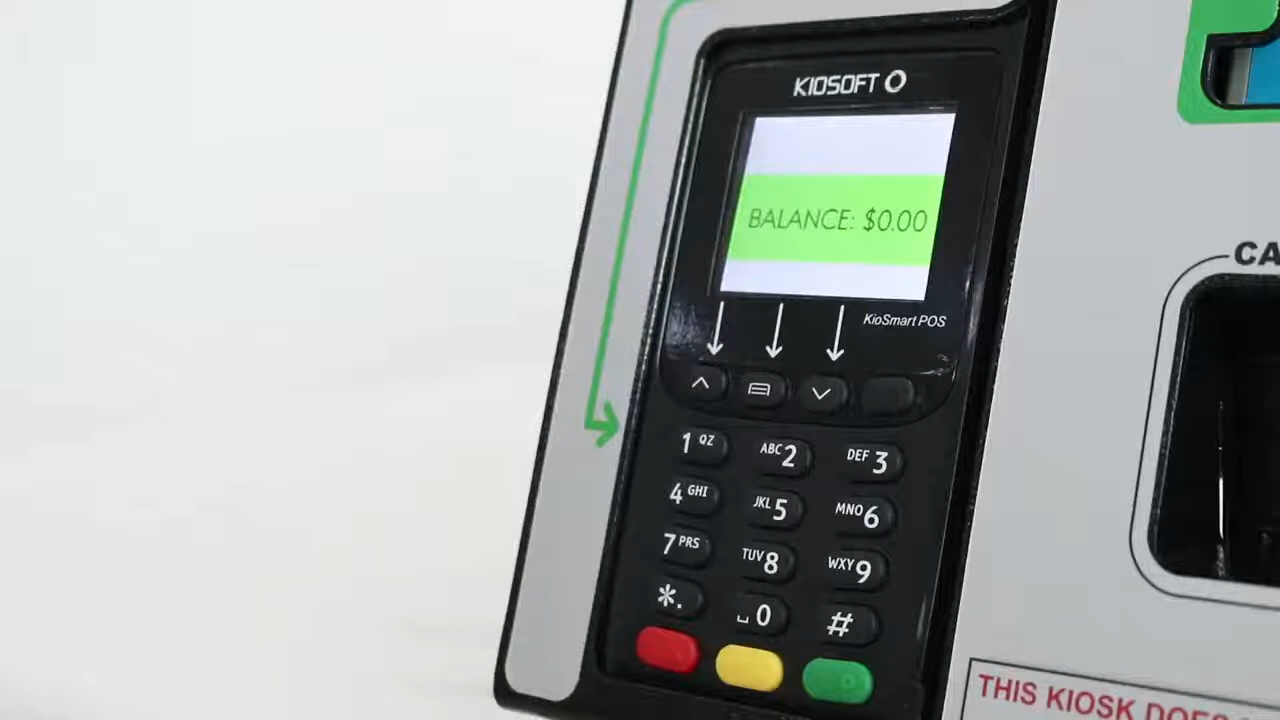 KIOSOFT
BALANCE: $0.00
KioSmart POS
1 QZ ABC 2 DEF 3
4 GHI JKL 5 MNO 6
7 PRS TUV 8 WXY 9
*. ␣ 0 #
CA
THIS KIOSK DOES